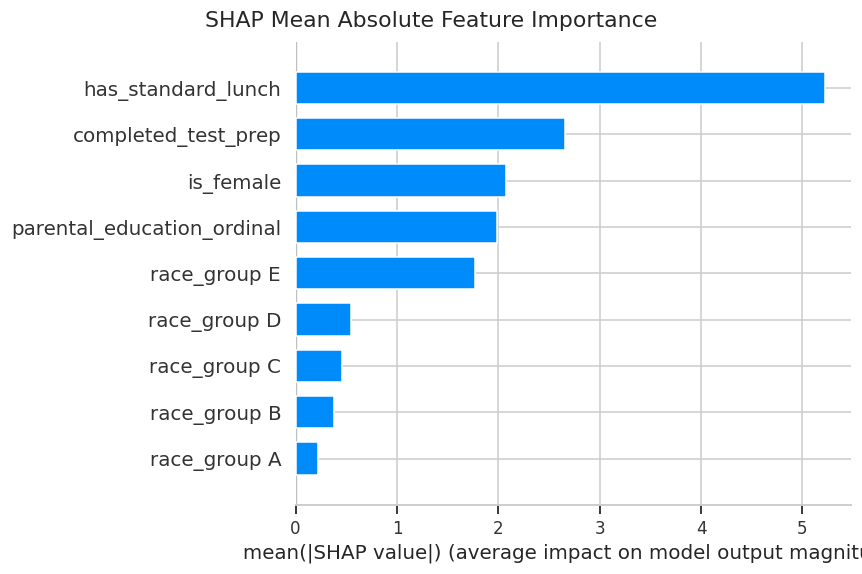 SHAP Mean Absolute Feature Importance
has_standard_lunch
completed_test_prep
is_female
parental_education_ordinal
race_group E
race_group D
race_group C
race_group B
race_group A
0 1 2 3 4 5
mean(|SHAP value|) (average impact on model output magnitu